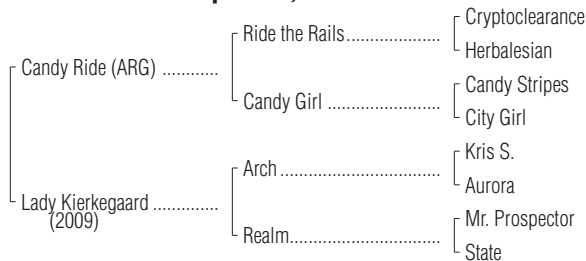 Cryptoclearance
Ride the Rails
Herbalesian
Candy Ride (ARG)
Candy Stripes
Candy Girl
City Girl
Kris S.
Arch
Aurora
Lady Kierkegaard
(2009)
Mr. Prospector
Realm
State